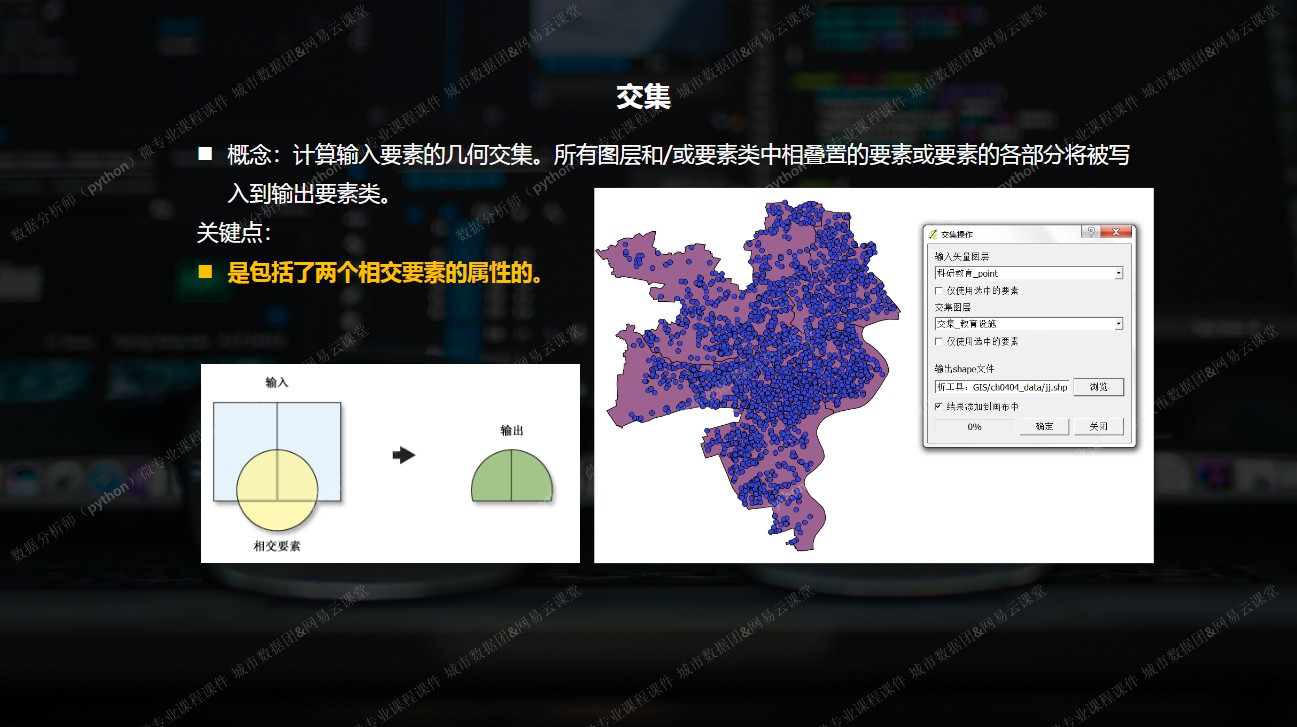 交集
■ 概念：计算输入要素的几何交集。所有图层和/或要素类中相叠置的要素或要素的各部分将被写
入到输出要素类。
关键点：
■ 是包括了两个相交要素的属性的。
输入
输出
相交要素
交集操作
输入矢量图层
科研教育_point
仅使用选中的要素
交集图层
交集_教育设施
仅使用选中的要素
输出shape文件
析工具：GIS/ch0404_data/jj.shp
浏览
结果添加到画布中
0%
确定
关闭
数据分析师（python）微专业课程课件 城市数据团&网易云课堂